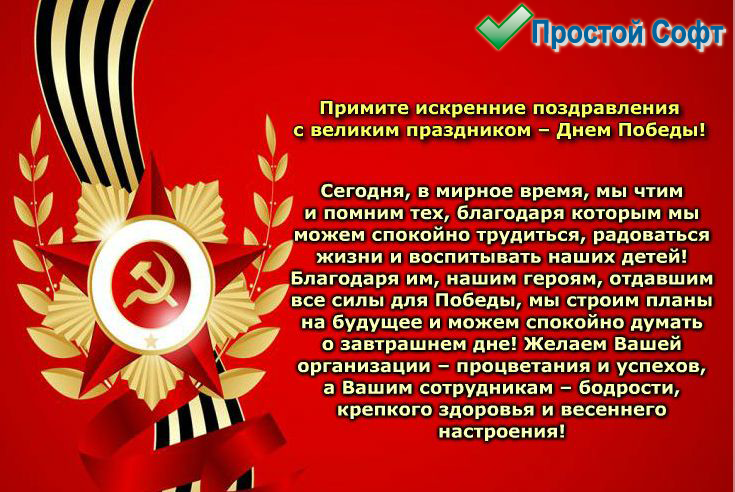 Простой Софт
Примите искренние поздравления
с великим праздником – Днем Победы!
Сегодня, в мирное время, мы чтим
и помним тех, благодаря которым мы
можем спокойно трудиться, радоваться
жизни и воспитывать наших детей!
Благодаря им, нашим героям, отдавшим
все силы для Победы, мы строим планы
на будущее и можем спокойно думать
о завтрашнем дне! Желаем Вашей
организации – процветания и успехов,
а Вашим сотрудникам – бодрости,
крепкого здоровья и весеннего
настроения!